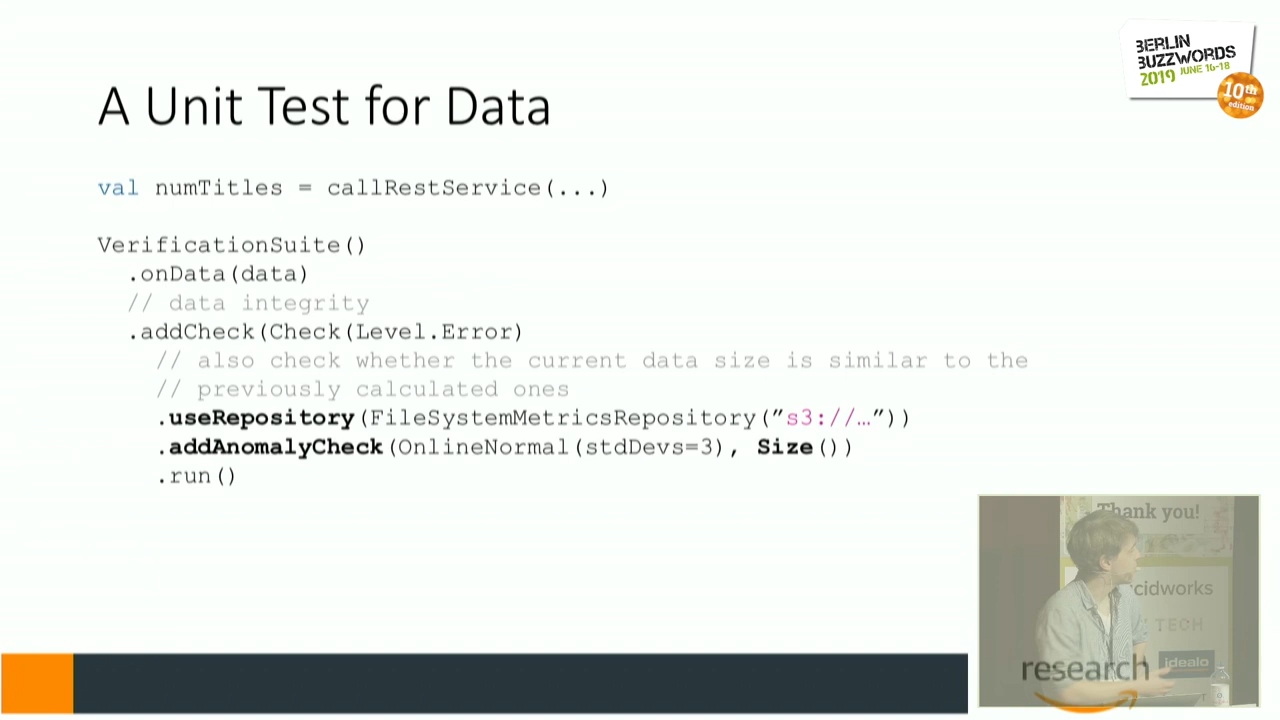 BERLIN
BUZZWORDS
2019 JUNE 16-18
10th
edition
A Unit Test for Data
val numTitles = callRestService(...)
VerificationSuite()
.onData(data)
// data integrity
.addCheck(Check(Level.Error)
// also check whether the current data size is similar to the
// previously calculated ones
.useRepository(FileSystemMetricsRepository(”s3://…”))
.addAnomalyCheck(OnlineNormal(stdDevs=3), Size())
.run()
Thank you!
cidworks
TECH
research
idealo